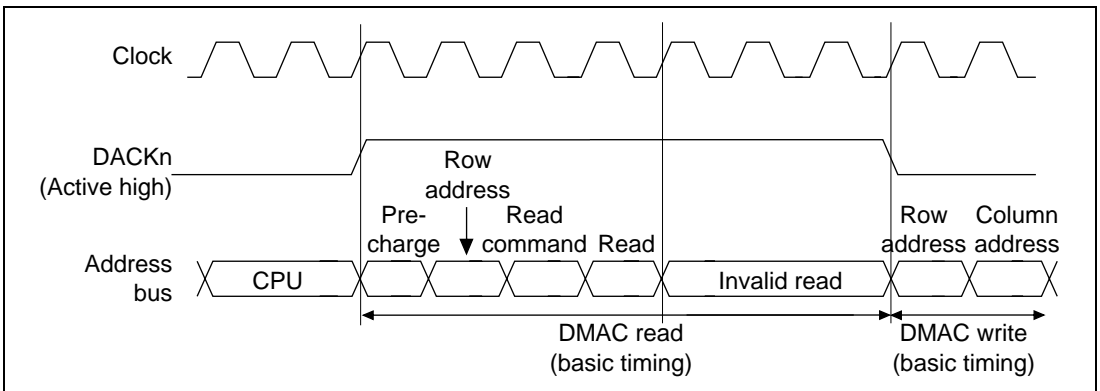 Clock
DACKn
(Active high)
Row
address
Pre-
charge
Read
command
Read
Row
address
Column
address
Address
bus
CPU
Invalid read
DMAC read
(basic timing)
DMAC write
(basic timing)